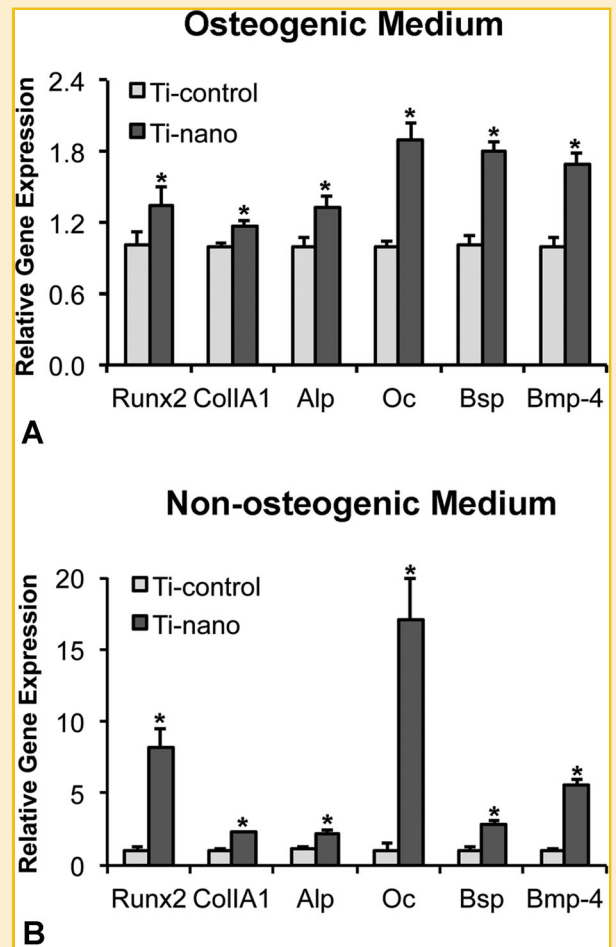 Osteogenic Medium
Relative Gene Expression
2.4
1.8
1.2
0.6
0.0
Ti-control
Ti-nano
* * * * * *
Runx2 CollA1 Alp Oc Bsp Bmp-4
A
Non-osteogenic Medium
Relative Gene Expression
20
15
10
5
0
Ti-control
Ti-nano
* * * * * *
Runx2 CollA1 Alp Oc Bsp Bmp-4
B